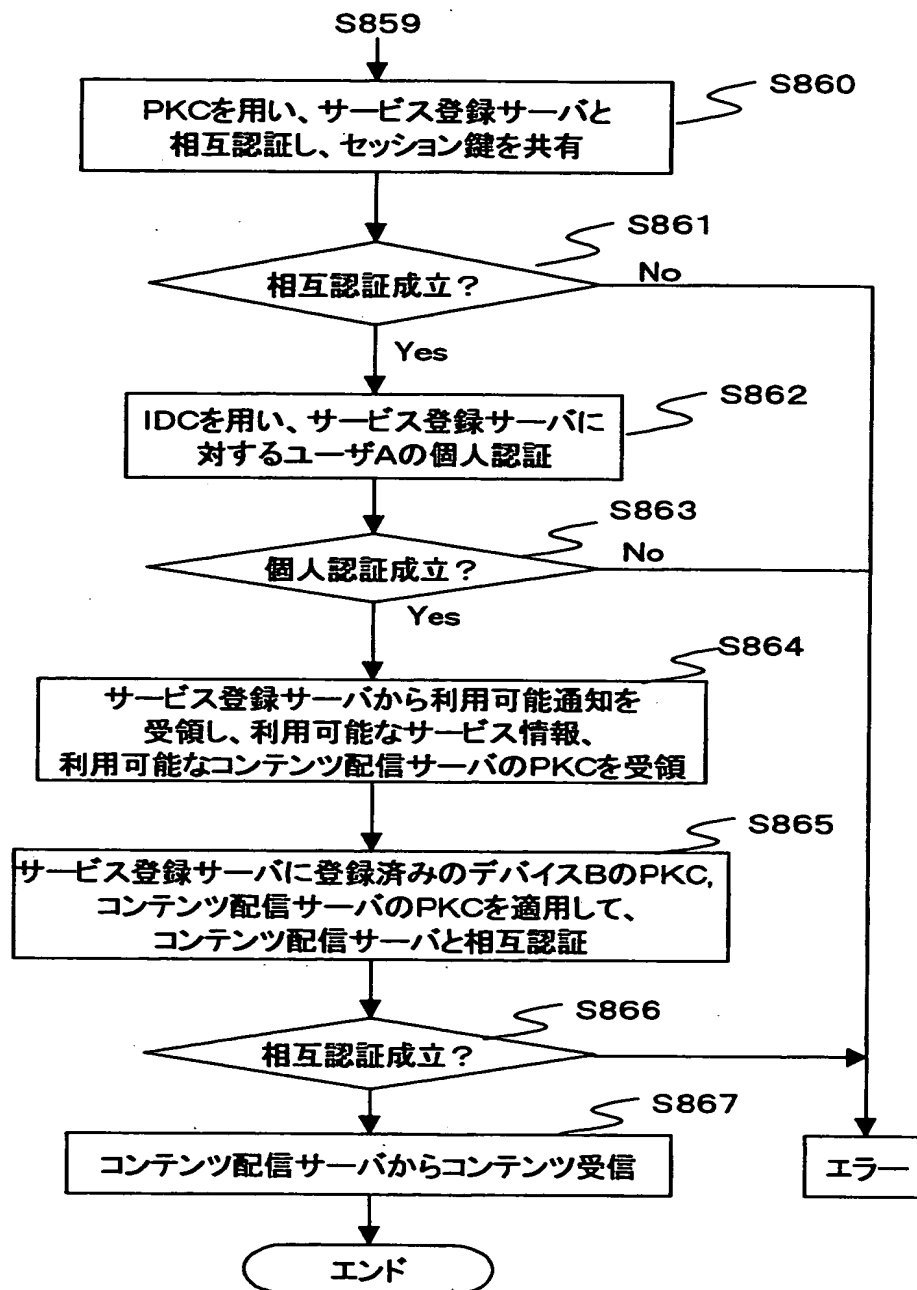 S859
S860
PKCを用い、サービス登録サーバと
相互認証し、セッション鍵を共有
S861
相互認証成立？
No
Yes
S862
IDCを用い、サービス登録サーバに
対するユーザAの個人認証
S863
個人認証成立？
No
Yes
S864
サービス登録サーバから利用可能通知を
受領し、利用可能なサービス情報、
利用可能なコンテンツ配信サーバのPKCを受領
S865
サービス登録サーバに登録済みのデバイスBのPKC,
コンテンツ配信サーバのPKCを適用して、
コンテンツ配信サーバと相互認証
S866
相互認証成立？
S867
コンテンツ配信サーバからコンテンツ受信
エラー
エンド